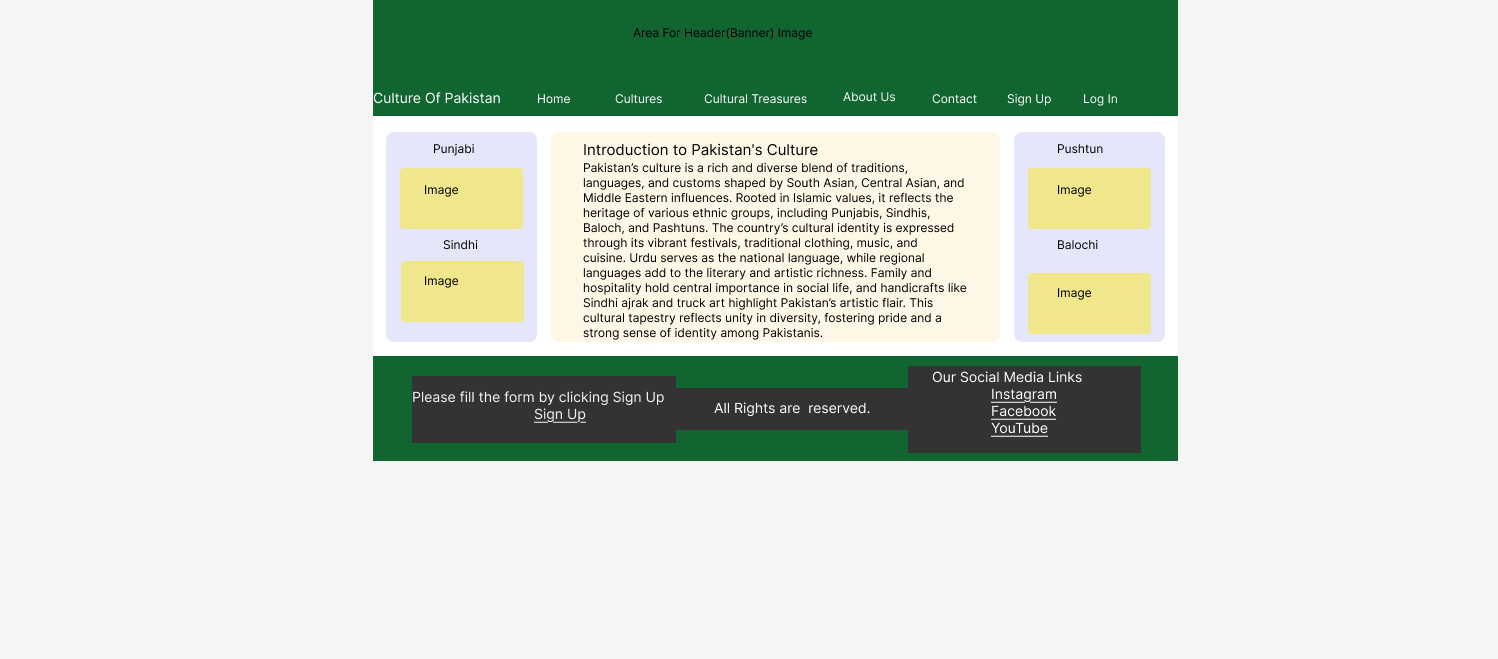 Area For Header(Banner) Image
Culture Of Pakistan Home Cultures Cultural Treasures About Us Contact Sign Up Log In
Punjabi
Image
Sindhi
Image
Introduction to Pakistan's Culture
Pakistan’s culture is a rich and diverse blend of traditions,
languages, and customs shaped by South Asian, Central Asian, and
Middle Eastern influences. Rooted in Islamic values, it reflects the
heritage of various ethnic groups, including Punjabis, Sindhis,
Baloch, and Pashtuns. The country’s cultural identity is expressed
through its vibrant festivals, traditional clothing, music, and
cuisine. Urdu serves as the national language, while regional
languages add to the literary and artistic richness. Family and
hospitality hold central importance in social life, and handicrafts like
Sindhi ajrak and truck art highlight Pakistan’s artistic flair. This
cultural tapestry reflects unity in diversity, fostering pride and a
strong sense of identity among Pakistanis.
Pushtun
Image
Balochi
Image
Please fill the form by clicking Sign Up
Sign Up
All Rights are  reserved.
Our Social Media Links
Instagram
Facebook
YouTube